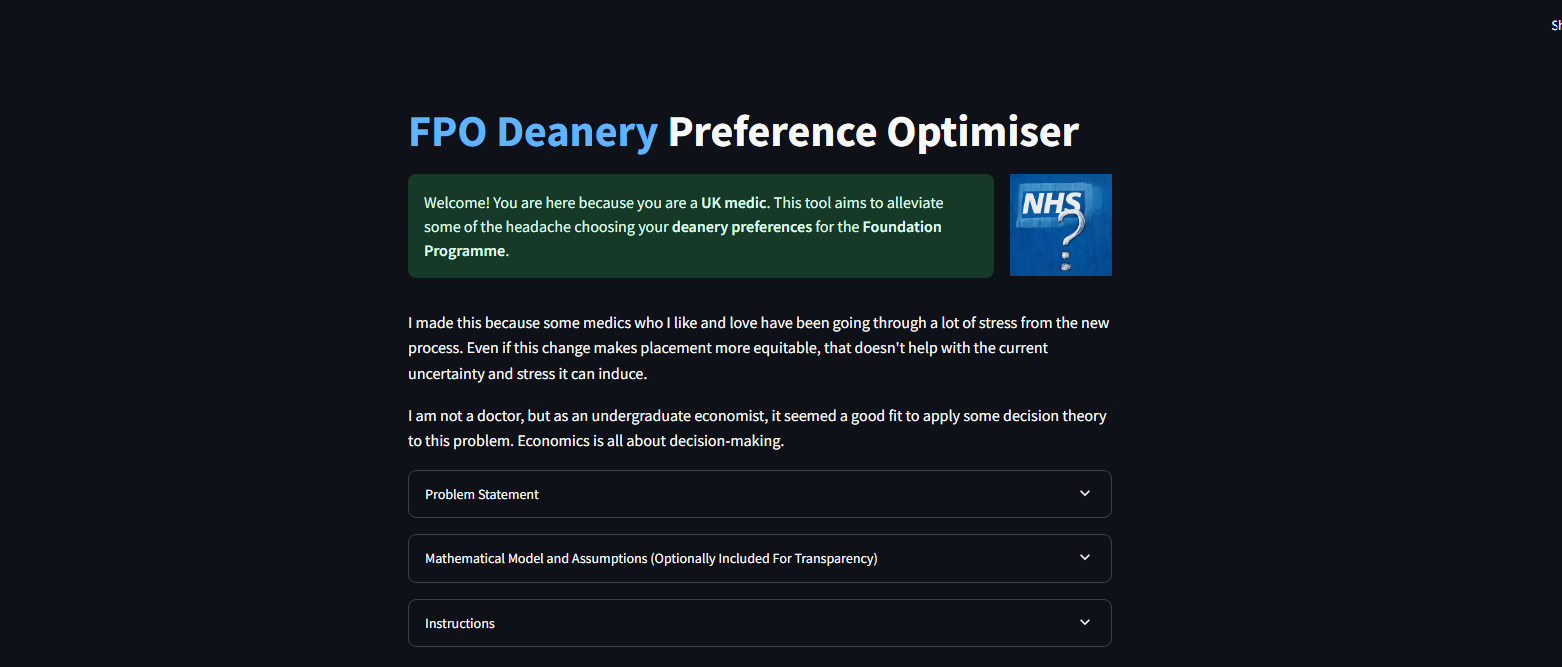 Sh
FPO Deanery Preference Optimiser
Welcome! You are here because you are a UK medic. This tool aims to alleviate
some of the headache choosing your deanery preferences for the Foundation
Programme.
NHS
?
I made this because some medics who I like and love have been going through a lot of stress from the new
process. Even if this change makes placement more equitable, that doesn't help with the current
uncertainty and stress it can induce.
I am not a doctor, but as an undergraduate economist, it seemed a good fit to apply some decision theory
to this problem. Economics is all about decision-making.
Problem Statement
Mathematical Model and Assumptions (Optionally Included For Transparency)
Instructions